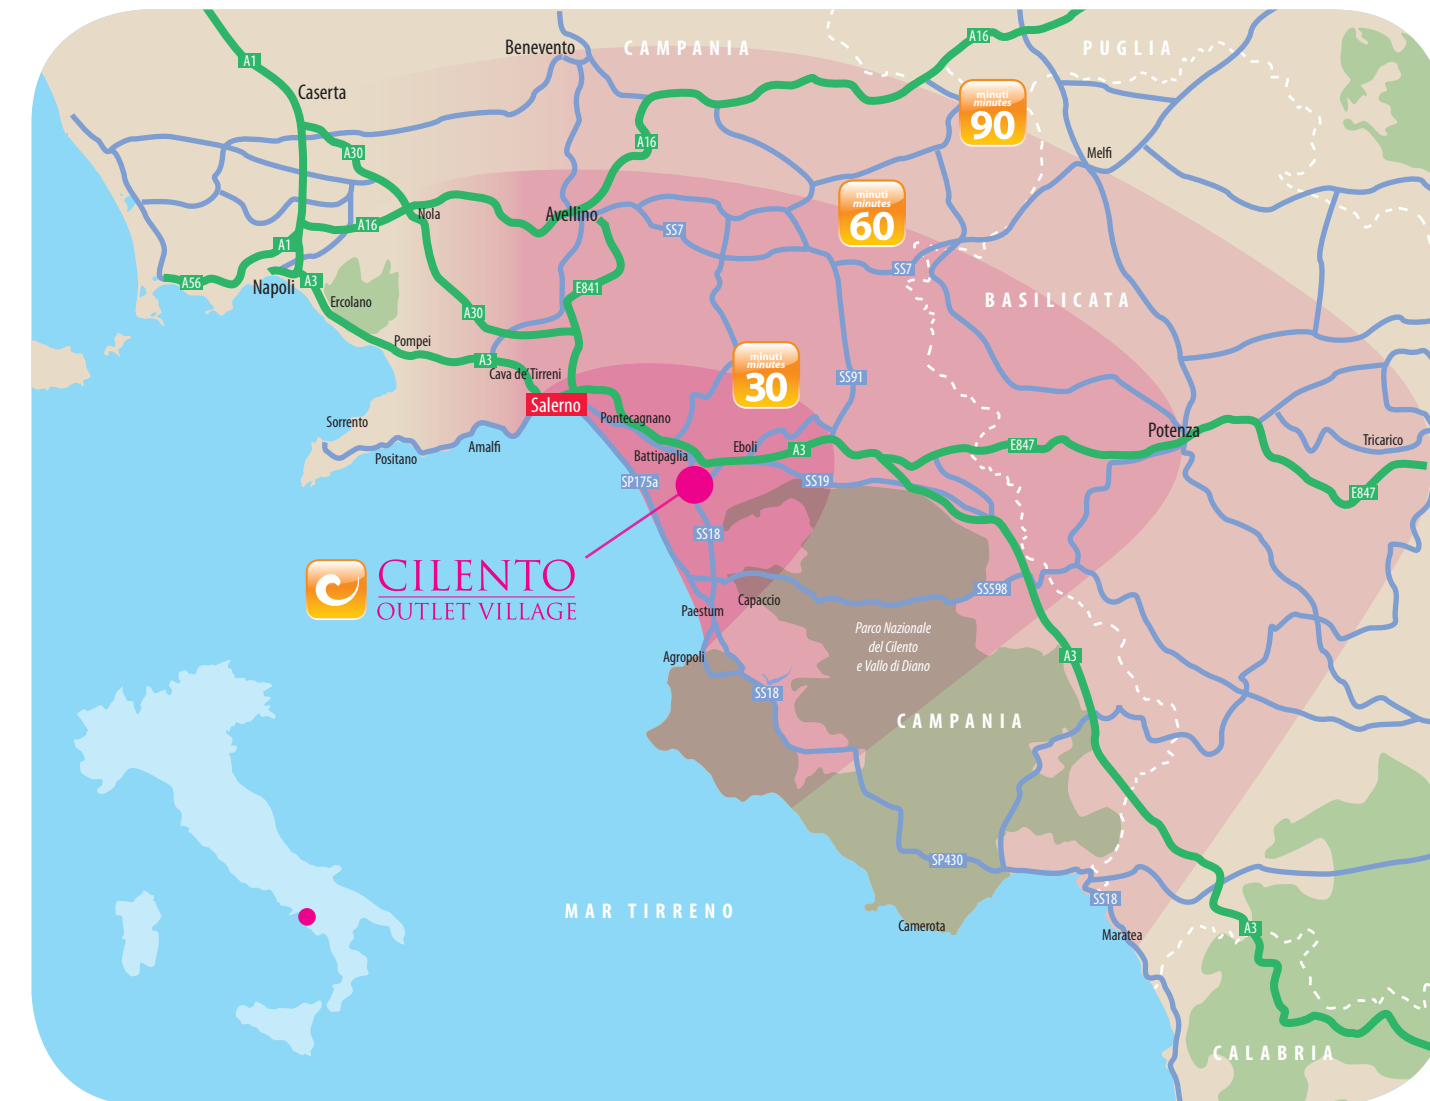 A16
Benevento
CAMPANIA
PUGLIA
A1
Caserta
minuti
minutes
90
A30
A16
Melfi
minuti
minutes
60
Nola
Avellino
A16
SS7
A1
SS7
A56
Napoli
A3
E841
Ercolano
BASILICATA
A30
Pompei
A3
Cava de'Tirreni
minuti
minutes
30
SS91
Salerno
Pontecagnano
Sorrento
Potenza
Positano
Amalfi
Battipaglia
Eboli
A3
E847
Tricarico
SP175a
SS19
E847
SS18
CILENTO
OUTLET VILLAGE
SS598
Capaccio
Paestum
Parco Nazionale
del Cilento
e Vallo di Diano
Agropoli
A3
SS18
CAMPANIA
SP430
SS18
MAR TIRRENO
Camerota
Maratea
A3
CALABRIA